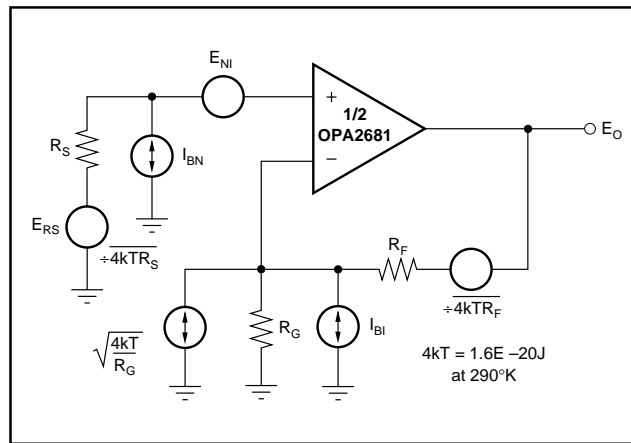 E_NI
1/2
OPA2681
+
−
E_O
R_S
I_BN
E_RS
÷4kTR_S
R_F
÷4kTR_F
√4kT/R_G
R_G
I_BI
4kT = 1.6E –20J
at 290°K